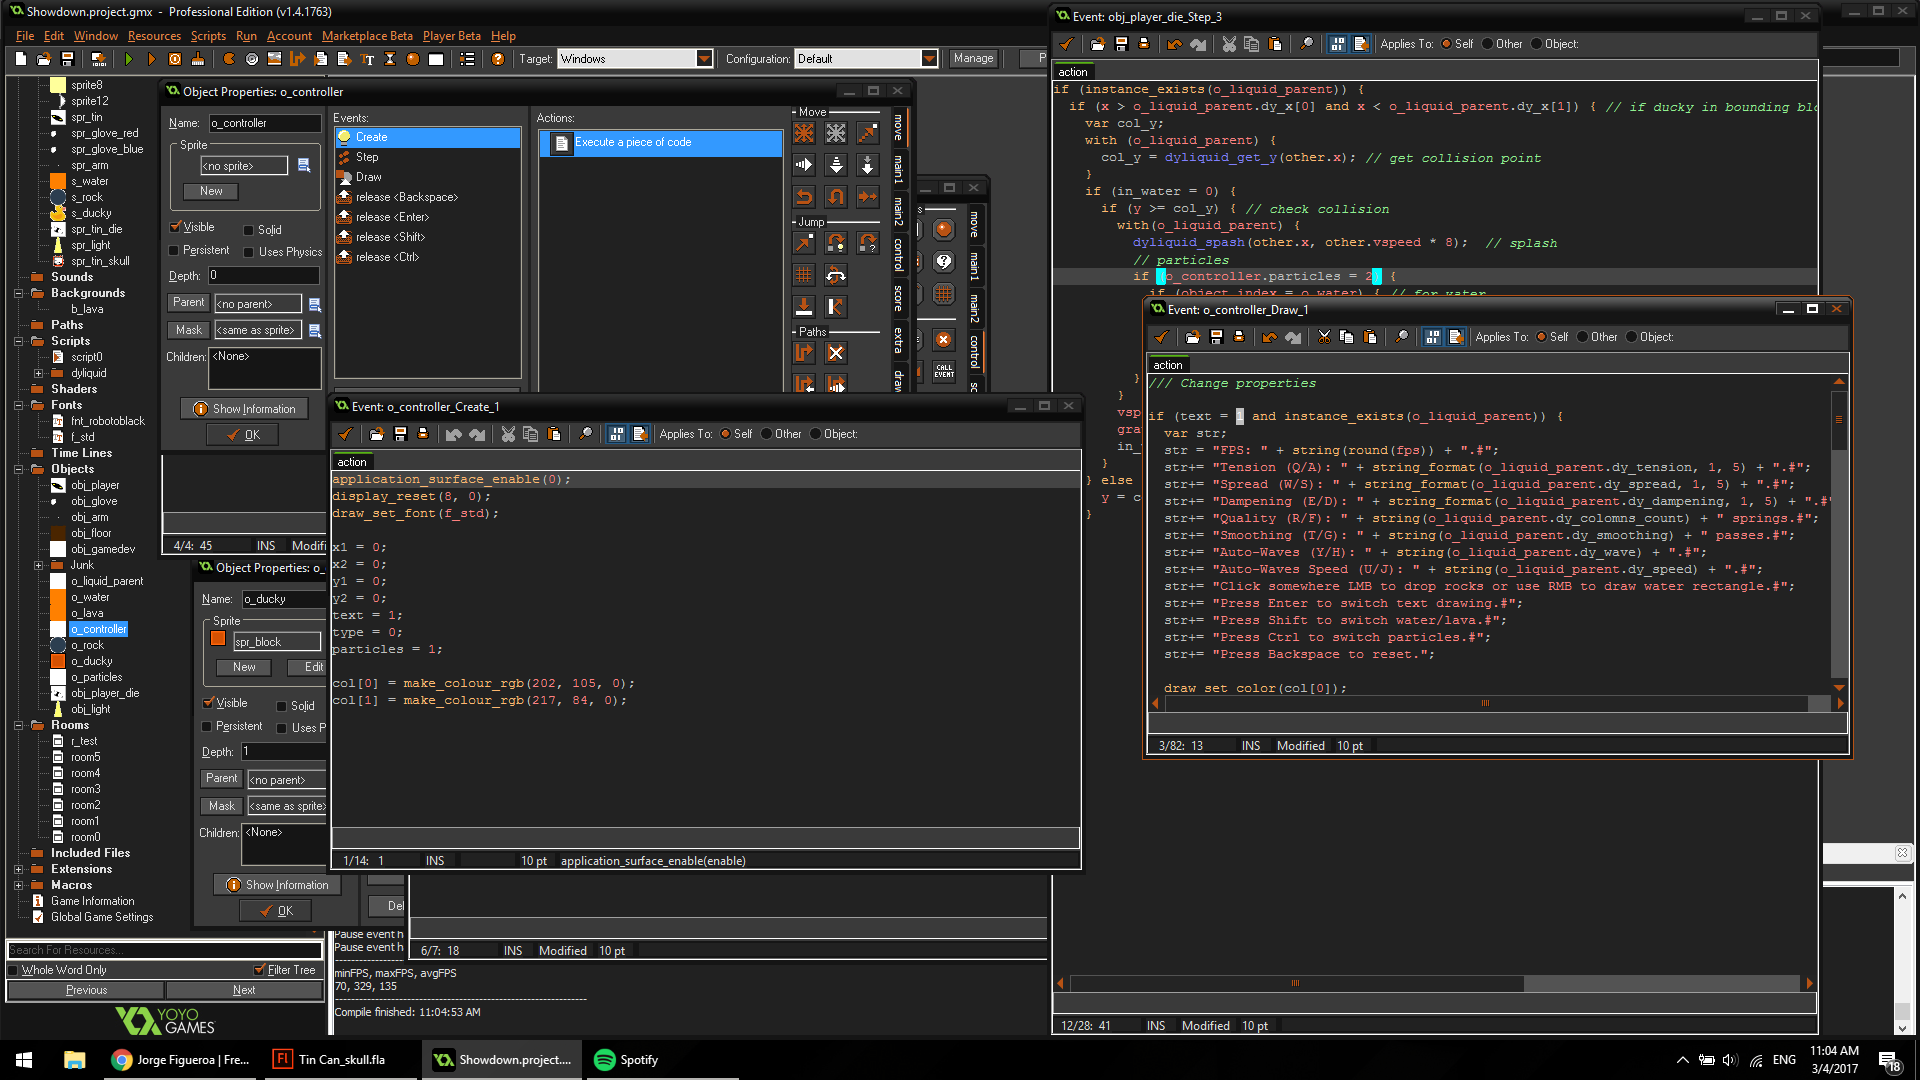 Showdown.project.gmx - Professional Edition (v1.4.1763)
File Edit Window Resources Scripts Run Account Marketplace Beta Player Beta Help
Target: Windows
Configuration: Default
Manage
sprite8
sprite12
spr_tin
spr_glove_red
spr_glove_blue
spr_arm
s_water
s_rock
s_ducky
spr_tin_die
spr_light
spr_tin_skull
Sounds
Backgrounds
b_lava
Paths
Scripts
script0
dyliquid
Shaders
Fonts
fnt_robotoblack
f_std
Time Lines
Objects
obj_player
obj_glove
obj_arm
obj_floor
obj_gamedev
Junk
o_liquid_parent
o_water
o_lava
o_controller
o_rock
o_ducky
o_particles
obj_player_die
obj_light
Rooms
r_test
room5
room4
room3
room2
room1
room0
Included Files
Extensions
Macros
Game Information
Global Game Settings
Search For Resources...
Whole Word Only
Filter Tree
Previous
Next
YOYO GAMES
Object Properties: o_controller
Name: o_controller
Sprite
<no sprite>
New
Visible
Solid
Persistent
Uses Physics
Depth: 0
Parent <no parent>
Mask <same as sprite>
Children: <None>
Show Information
OK
Events:
Create
Step
Draw
release <Backspace>
release <Enter>
release <Shift>
release <Ctrl>
Actions:
Execute a piece of code
Move
Jump
Paths
move
main1
main2
control
score
extra
draw
move
main1
main2
control
CALL EVENT
4/4: 45 INS Modifi
Object Properties: o_
Name: o_ducky
Sprite
spr_block
New
Edit
Visible
Solid
Persistent
Uses P
Depth: 1
Parent <no parent>
Mask <same as sprite>
Children: <None>
Show Information
OK
Del
Event: o_controller_Create_1
Applies To: Self Other Object:
action
application_surface_enable(0);
display_reset(8, 0);
draw_set_font(f_std);
x1 = 0;
x2 = 0;
y1 = 0;
y2 = 0;
text = 1;
type = 0;
particles = 1;
col[0] = make_colour_rgb(202, 105, 0);
col[1] = make_colour_rgb(217, 84, 0);
1/14: 1 INS 10 pt application_surface_enable(enable)
6/7: 18 INS Modified 10 pt
Pause event h
Pause event h
minFPS, maxFPS, avgFPS
70, 329, 135
Compile finished: 11:04:53 AM
Event: obj_player_die_Step_3
Applies To: Self Other Object:
action
if (instance_exists(o_liquid_parent)) {
if (x > o_liquid_parent.dy_x[0] and x < o_liquid_parent.dy_x[1]) { // if ducky in bounding blo
var col_y;
with (o_liquid_parent) {
col_y = dyliquid_get_y(other.x); // get collision point
}
if (in_water = 0) {
if (y >= col_y) { // check collision
with(o_liquid_parent) {
dyliquid_spash(other.x, other.vspeed * 8); // splash
// particles
if (o_controller.particles = 2) {
if (object_index = o_water) { // for water
}
}
vsp
gra
in_
}
} else
y = c
}
12/28: 41 INS Modified 10 pt
Event: o_controller_Draw_1
Applies To: Self Other Object:
action
/// Change properties
if (text = 1 and instance_exists(o_liquid_parent)) {
var str;
str = "FPS: " + string(round(fps)) + ".#";
str+= "Tension (Q/A): " + string_format(o_liquid_parent.dy_tension, 1, 5) + ".#";
str+= "Spread (W/S): " + string_format(o_liquid_parent.dy_spread, 1, 5) + ".#";
str+= "Dampening (E/D): " + string_format(o_liquid_parent.dy_dampening, 1, 5) + ".#"
str+= "Quality (R/F): " + string(o_liquid_parent.dy_colomns_count) + " springs.#";
str+= "Smoothing (T/G): " + string(o_liquid_parent.dy_smoothing) + " passes.#";
str+= "Auto-Waves (Y/H): " + string(o_liquid_parent.dy_wave) + ".#";
str+= "Auto-Waves Speed (U/J): " + string(o_liquid_parent.dy_speed) + ".#";
str+= "Click somewhere LMB to drop rocks or use RMB to draw water rectangle.#";
str+= "Press Enter to switch text drawing.#";
str+= "Press Shift to switch water/lava.#";
str+= "Press Ctrl to switch particles.#";
str+= "Press Backspace to reset.";
draw_set_color(col[0]);
3/82: 13 INS Modified 10 pt
Jorge Figueroa | Fre...
Tin Can_skull.fla
Showdown.project....
Spotify
ENG
11:04 AM
3/4/2017
18